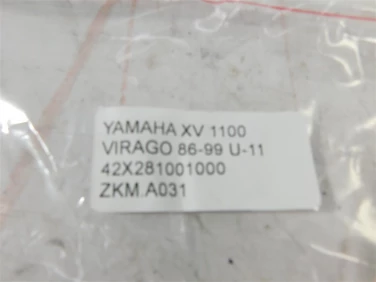 YAMAHA XV 1100
VIRAGO 86-99 U-11
42X281001000
ZKM.A031